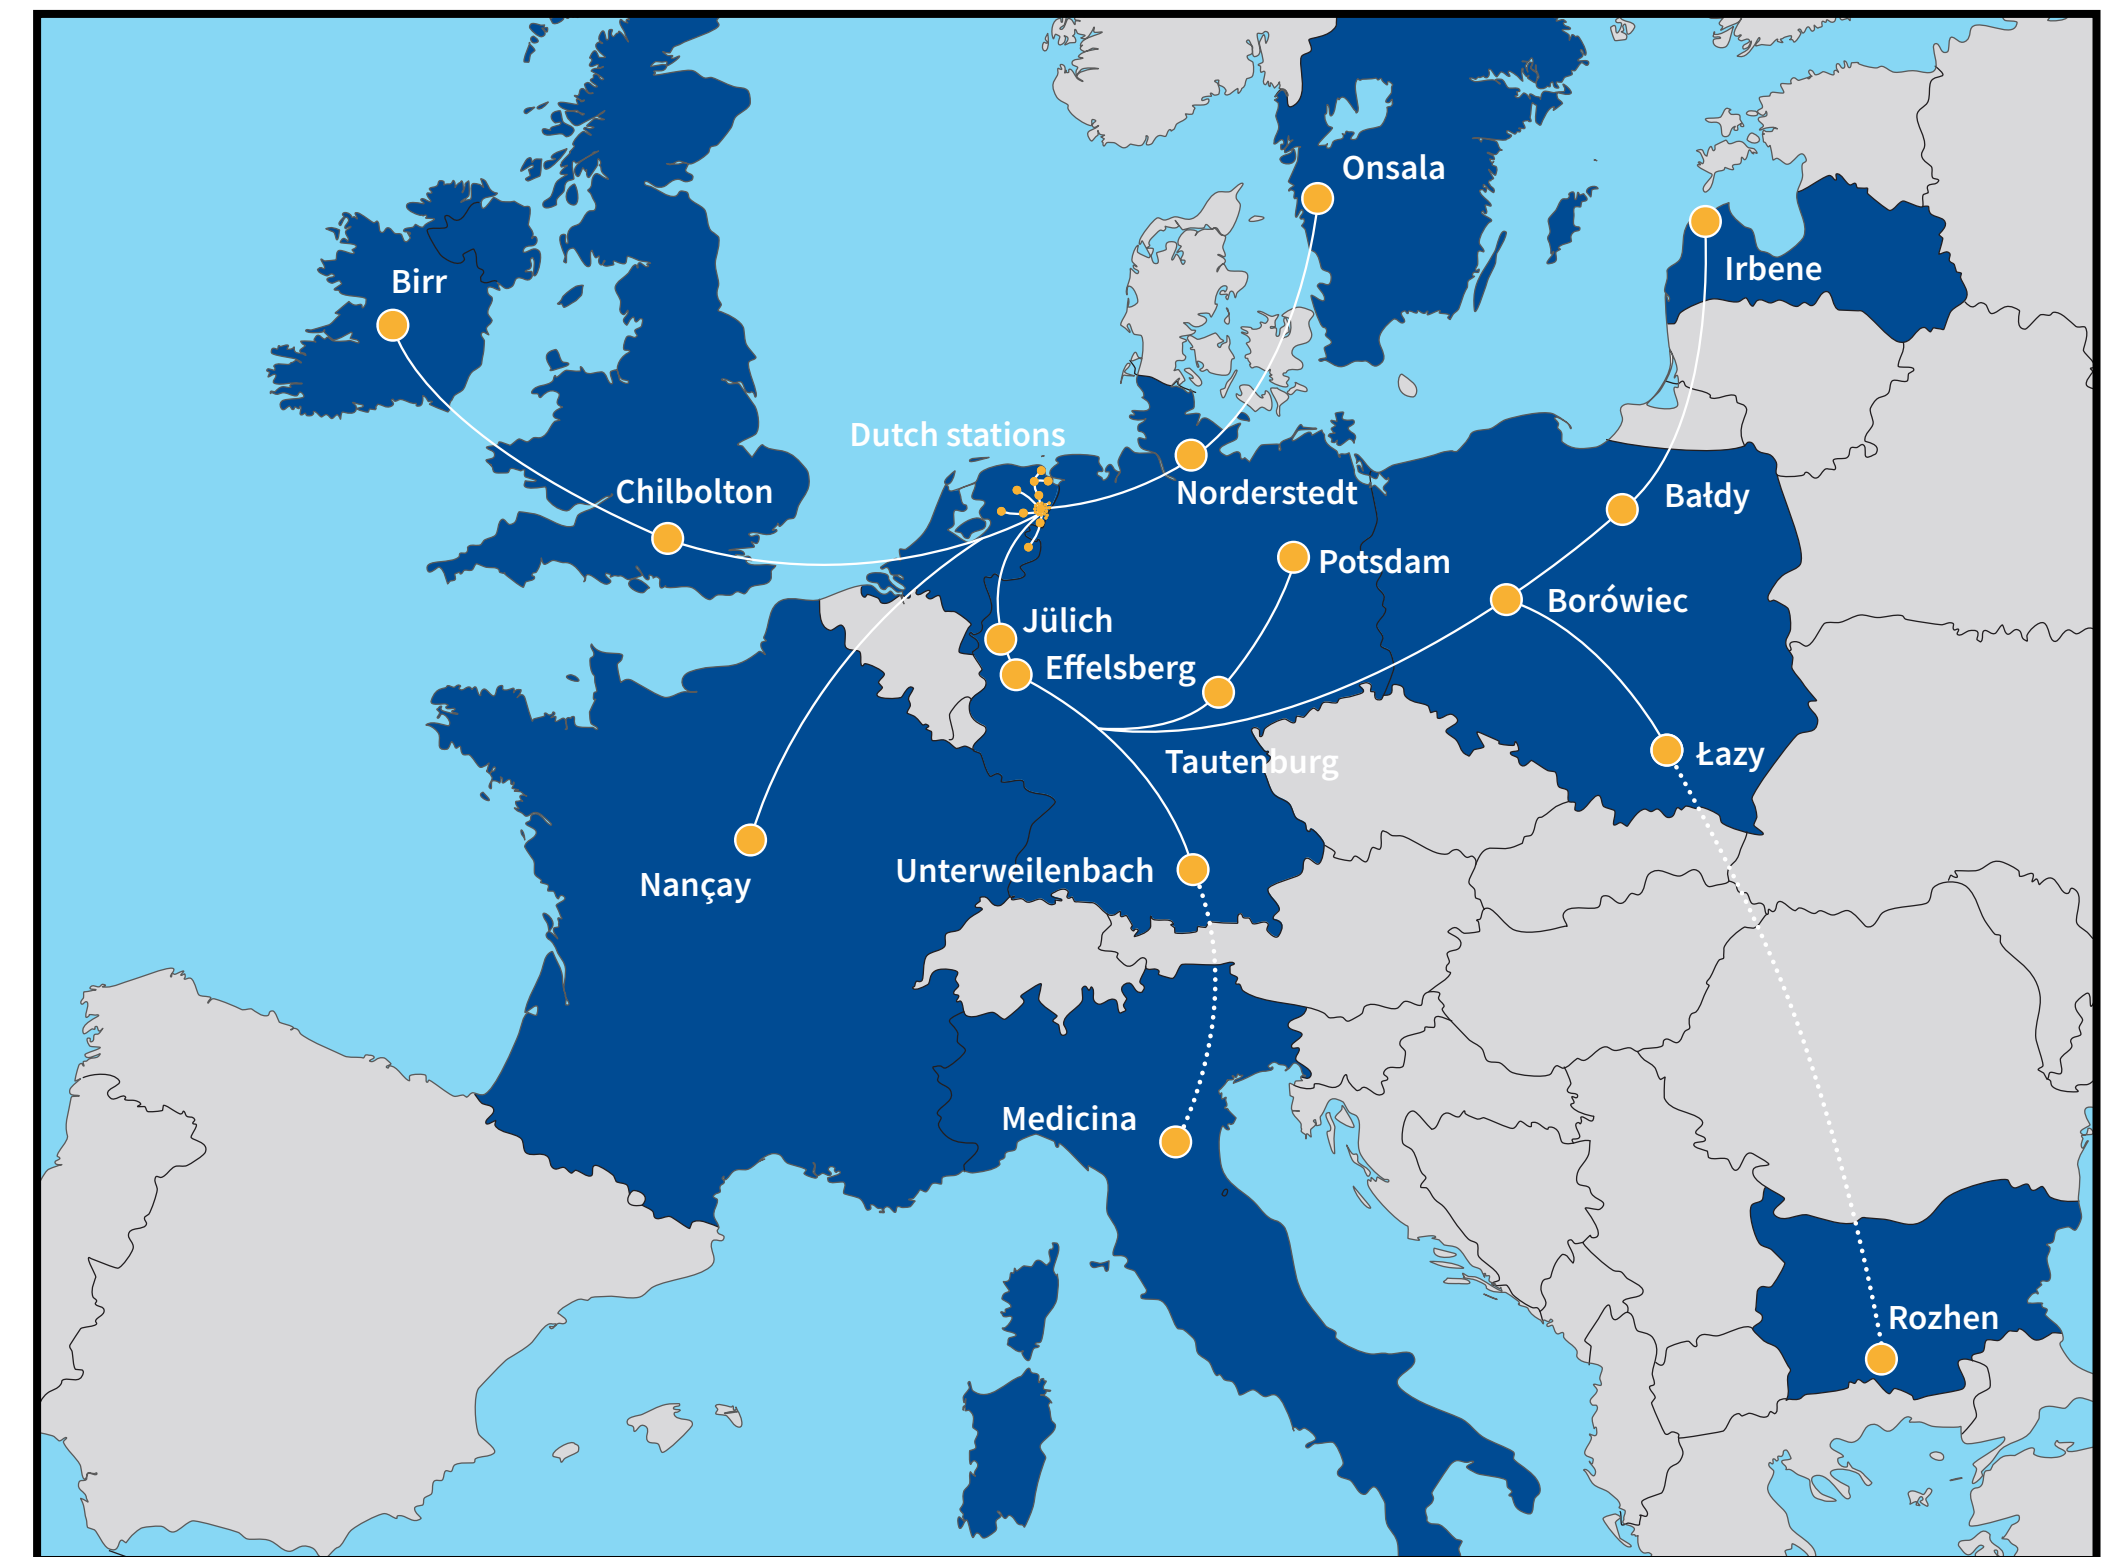 Onsala
Irbene
Birr
Dutch stations
Chilbolton
Norderstedt
Bałdy
Potsdam
Borówiec
Jülich
Effelsberg
Tautenburg
Łazy
Unterweilenbach
Nançay
Medicina
Rozhen